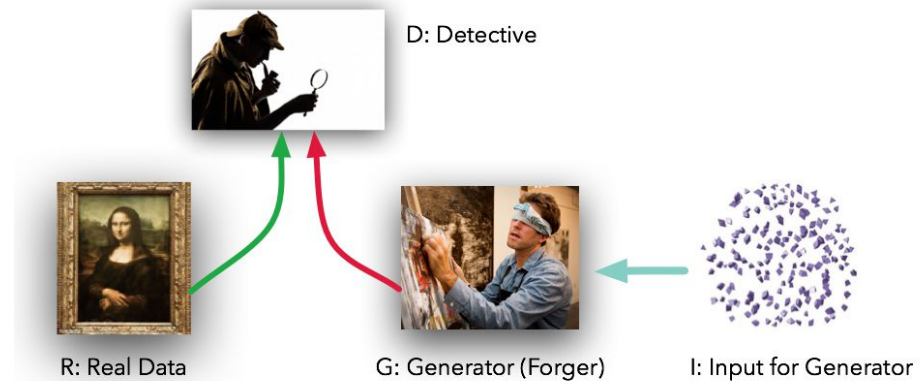 D: Detective
R: Real Data
G: Generator (Forger)
I: Input for Generator